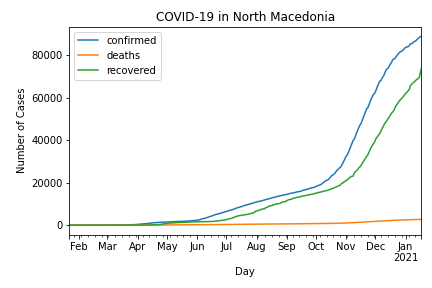 COVID-19 in North Macedonia
confirmed
deaths
recovered
Number of Cases
80000
60000
40000
20000
0
Feb Mar Apr May Jun Jul Aug Sep Oct Nov Dec Jan
2021
Day